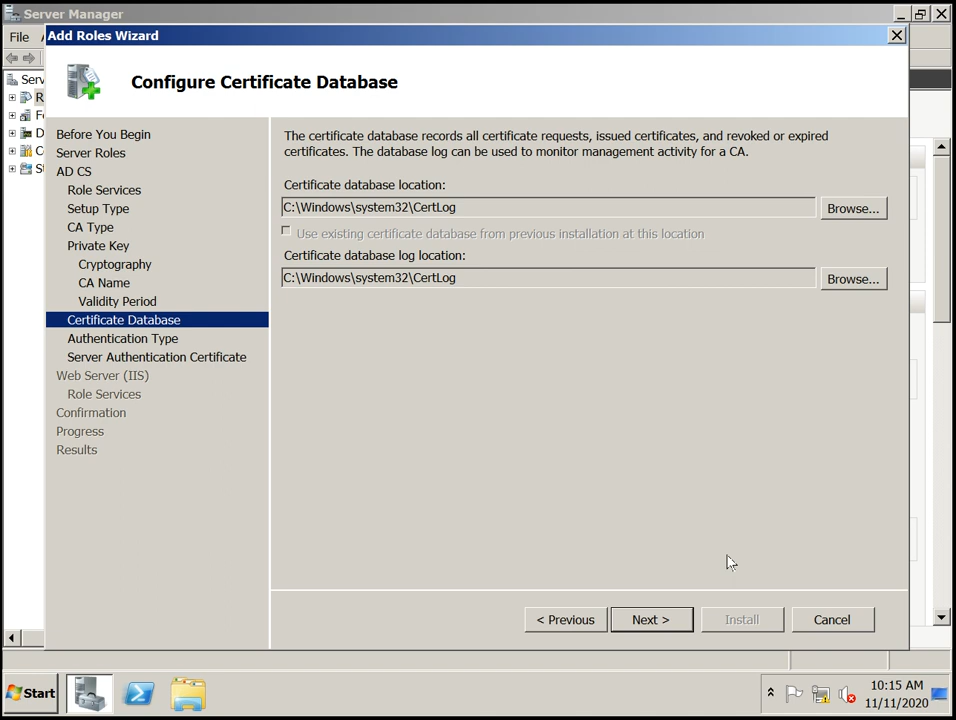 Server Manager
File
Add Roles Wizard
Configure Certificate Database
Serv
R
F
D
C
S
Before You Begin
Server Roles
AD CS
Role Services
Setup Type
CA Type
Private Key
Cryptography
CA Name
Validity Period
Certificate Database
Authentication Type
Server Authentication Certificate
Web Server (IIS)
Role Services
Confirmation
Progress
Results
The certificate database records all certificate requests, issued certificates, and revoked or expired
certificates. The database log can be used to monitor management activity for a CA.
Certificate database location:
C:\Windows\system32\CertLog
Browse...
Use existing certificate database from previous installation at this location
Certificate database log location:
C:\Windows\system32\CertLog
Browse...
< Previous
Next >
Install
Cancel
Start
10:15 AM
11/11/2020